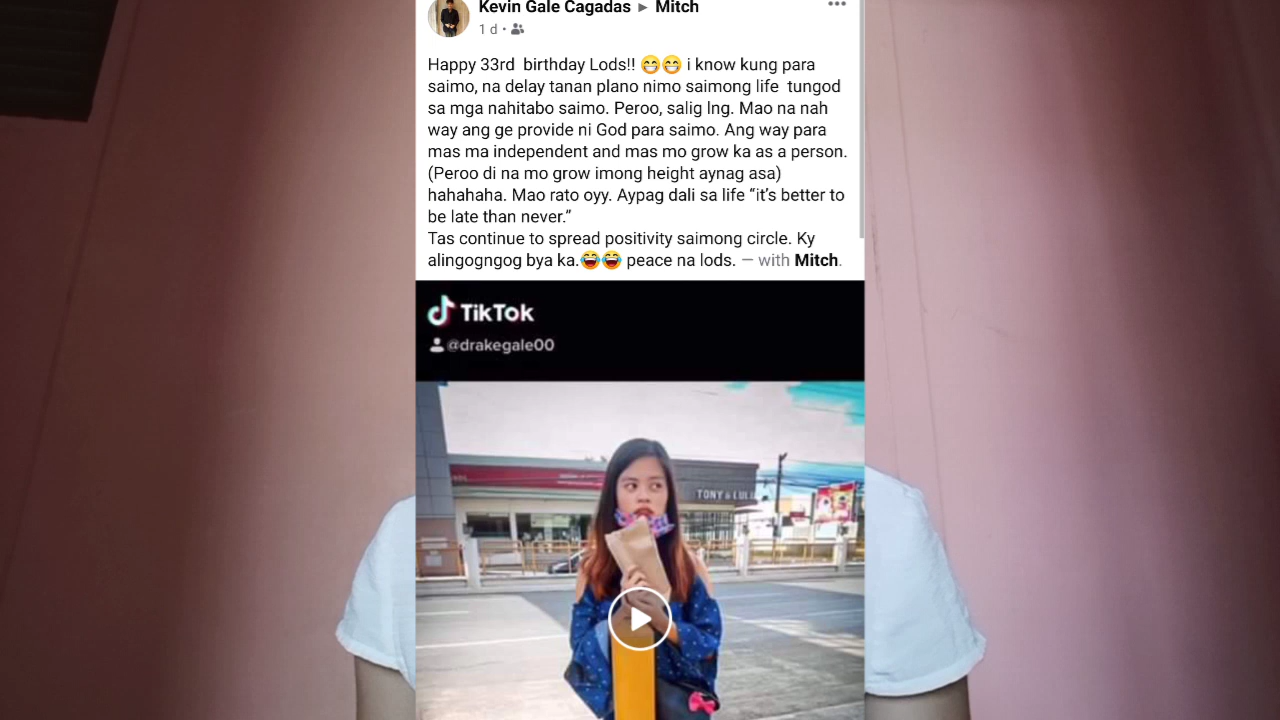 Kevin Gale Cagadas ▸ Mitch
1 d •
Happy 33rd birthday Lods!! 😁😁 i know kung para
saimo, na delay tanan plano nimo saimong life tungod
sa mga nahitabo saimo. Peroo, salig lng. Mao na nah
way ang ge provide ni God para saimo. Ang way para
mas ma independent and mas mo grow ka as a person.
(Peroo di na mo grow imong height aynag asa)
hahahaha. Mao rato oyy. Aypag dali sa life “it’s better to
be late than never.”
Tas continue to spread positivity saimong circle. Ky
alingogngog bya ka.😂😂 peace na lods. — with Mitch.
TikTok
@drakegale00
TONY & LULU